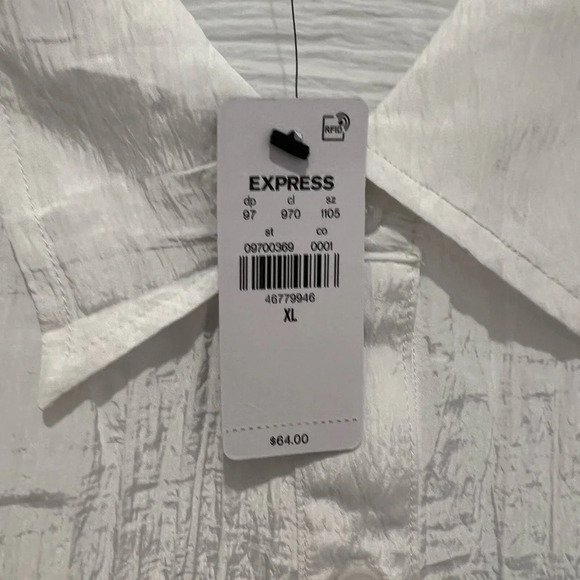 RFID
EXPRESS
dp cl sz
97 970 1105
st co
09700369 0001
46779946
XL
$64.00